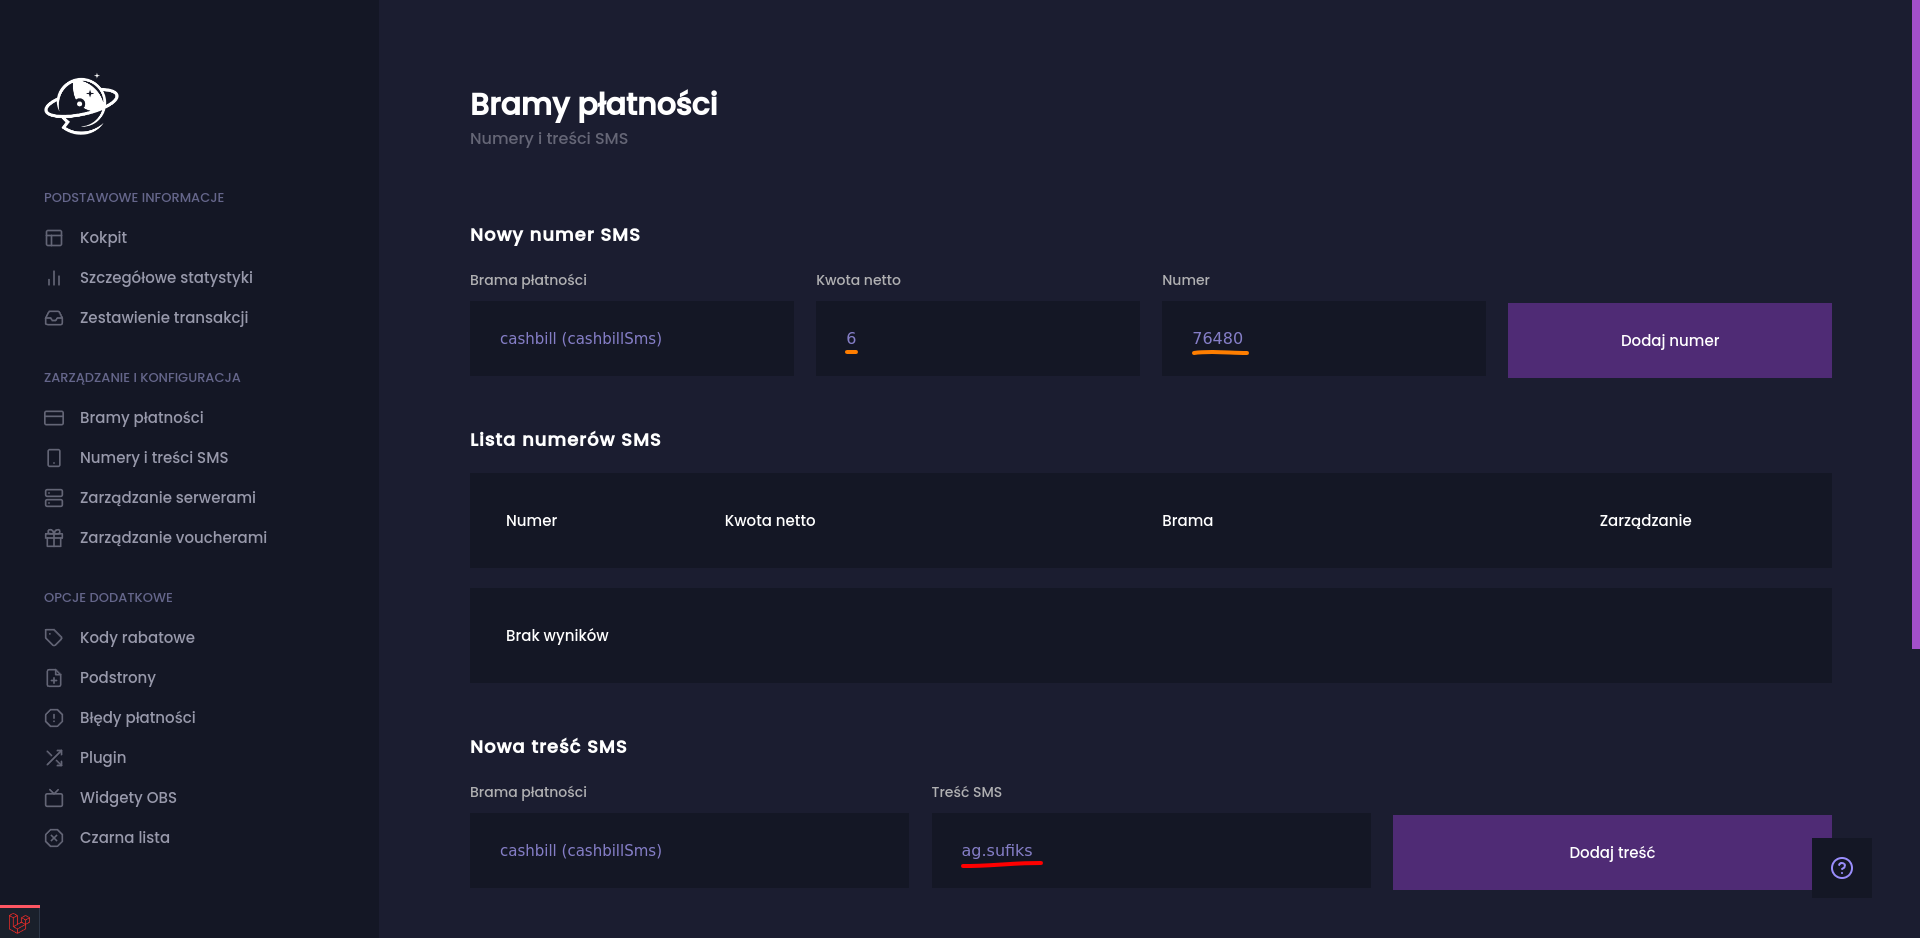 PODSTAWOWE INFORMACJE
Kokpit
Szczegółowe statystyki
Zestawienie transakcji
ZARZĄDZANIE I KONFIGURACJA
Bramy płatności
Numery i treści SMS
Zarządzanie serwerami
Zarządzanie voucherami
OPCJE DODATKOWE
Kody rabatowe
Podstrony
Błędy płatności
Plugin
Widgety OBS
Czarna lista
Bramy płatności
Numery i treści SMS
Nowy numer SMS
Brama płatności Kwota netto Numer
cashbill (cashbillSms) 6 76480 Dodaj numer
Lista numerów SMS
Numer Kwota netto Brama Zarządzanie
Brak wyników
Nowa treść SMS
Brama płatności Treść SMS
cashbill (cashbillSms) ag.sufiks Dodaj treść